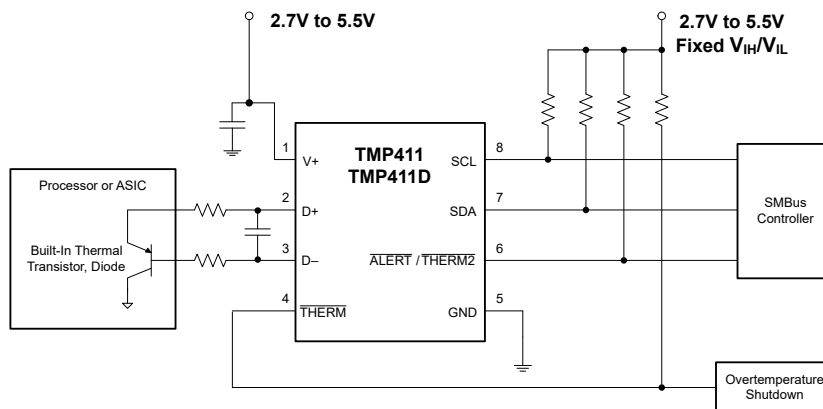 2.7V to 5.5V
2.7V to 5.5V
Fixed VIH/VIL
TMP411
TMP411D
1
V+
SCL
8
Processor or ASIC
2
D+
SDA
7
SMBus
Controller
Built-In Thermal
Transistor, Diode
3
D–
ALERT / THERM2
6
4
THERM
GND
5
Overtemperature
Shutdown